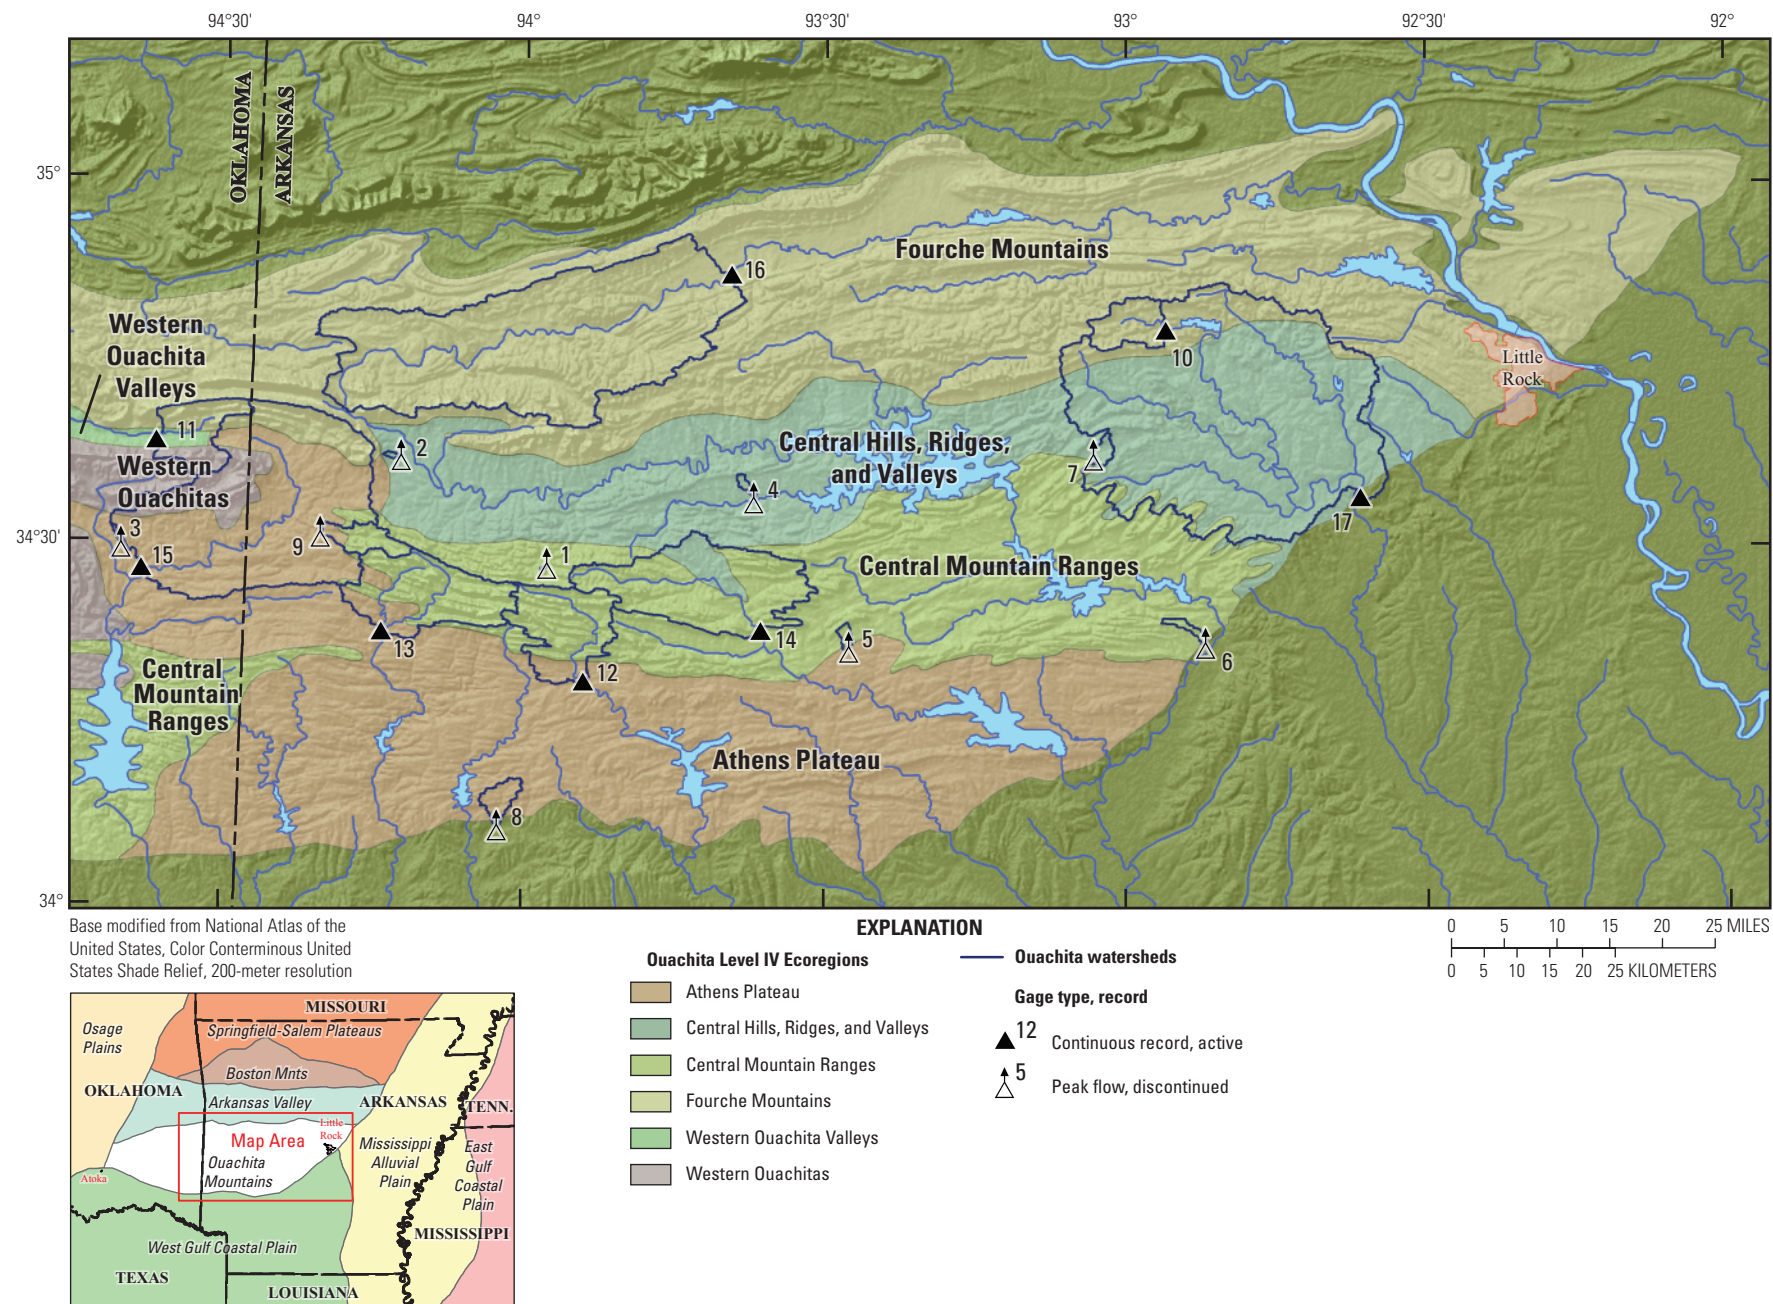 94°30'
94°
93°30'
93°
92°30'
92°
35°
34°30'
34°
OKLAHOMA
ARKANSAS
Fourche Mountains
16
Western
Ouachita
Valleys
10
Little
Rock
11
2
Western
Ouachitas
Central Hills, Ridges,
and Valleys
7
4
17
3
15
9
1
Central Mountain Ranges
13
14
5
6
12
Central
Mountain
Ranges
Athens Plateau
8
Base modified from National Atlas of the
United States, Color Conterminous United
States Shade Relief, 200-meter resolution
0 5 10 15 20 25 MILES
0 5 10 15 20 25 KILOMETERS
EXPLANATION
Ouachita Level IV Ecoregions
Athens Plateau
Central Hills, Ridges, and Valleys
Central Mountain Ranges
Fourche Mountains
Western Ouachita Valleys
Western Ouachitas
Ouachita watersheds
Gage type, record
12
Continuous record, active
5
Peak flow, discontinued
MISSOURI
Osage
Plains
Springfield-Salem Plateaus
Boston Mnts
OKLAHOMA
Arkansas Valley
ARKANSAS
TENN.
Little
Rock
Map Area
Ouachita
Mountains
Mississippi
Alluvial
Plain
East
Gulf
Coastal
Plain
Atoka
MISSISSIPPI
West Gulf Coastal Plain
TEXAS
LOUISIANA